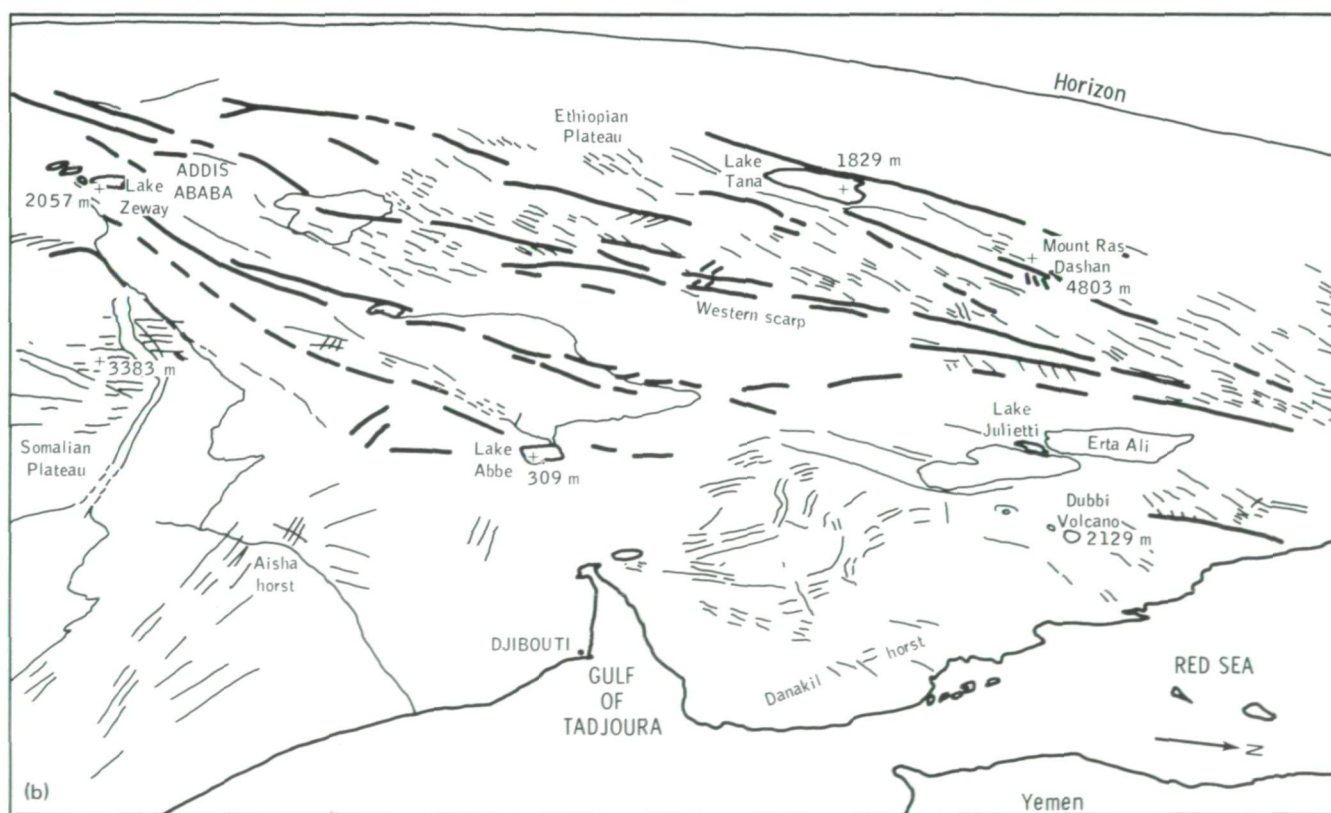 Horizon
Ethiopian
Plateau
1829 m
Lake
Tana
ADDIS
ABABA
Lake
Zeway
2057 m
Mount Ras
Dashan
4803 m
Western scarp
3383 m
Somalian
Plateau
Lake
Abbe
309 m
Lake
Julietti
Erta Ali
Dubbi
Volcano
2129 m
Aisha
horst
DJIBOUTI
GULF
OF
TADJOURA
Danakil horst
RED SEA
N
(b)
Yemen